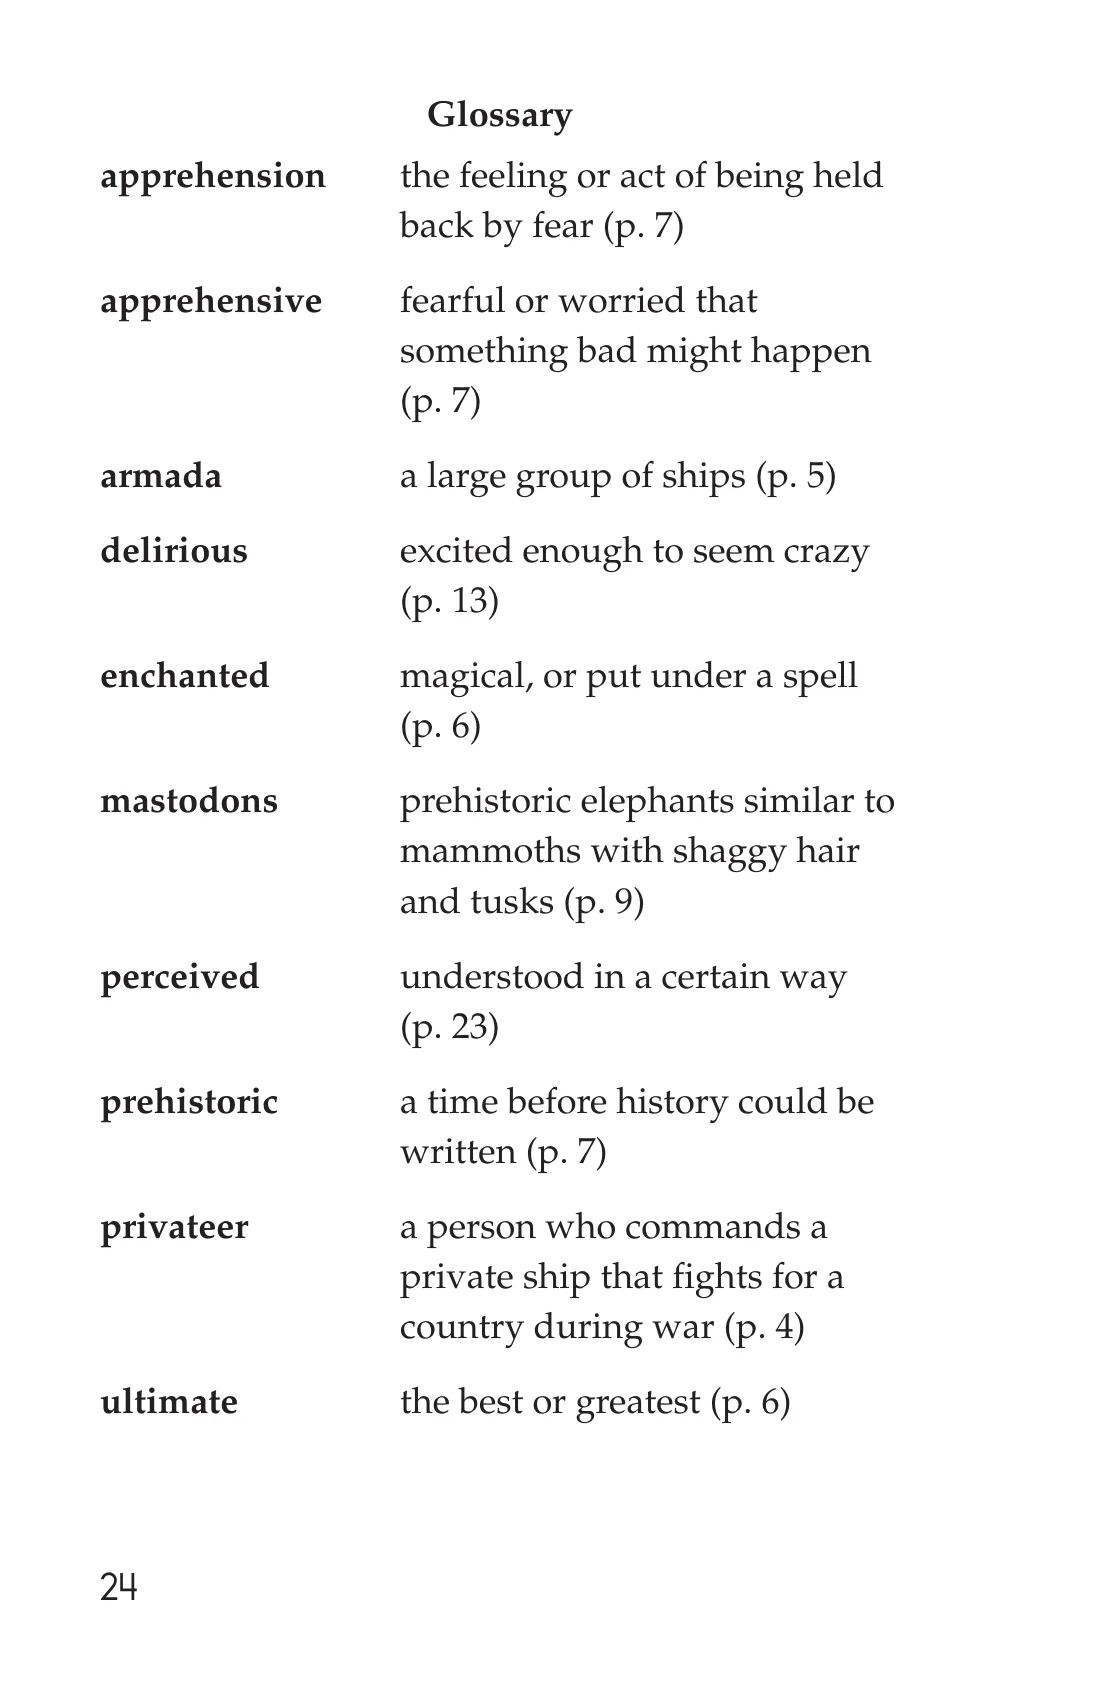 Glossary
apprehension the feeling or act of being held
back by fear (p. 7)
apprehensive fearful or worried that
something bad might happen
(p. 7)
armada a large group of ships (p. 5)
delirious excited enough to seem crazy
(p. 13)
enchanted magical, or put under a spell
(p. 6)
mastodons prehistoric elephants similar to
mammoths with shaggy hair
and tusks (p. 9)
perceived understood in a certain way
(p. 23)
prehistoric a time before history could be
written (p. 7)
privateer a person who commands a
private ship that fights for a
country during war (p. 4)
ultimate the best or greatest (p. 6)
24